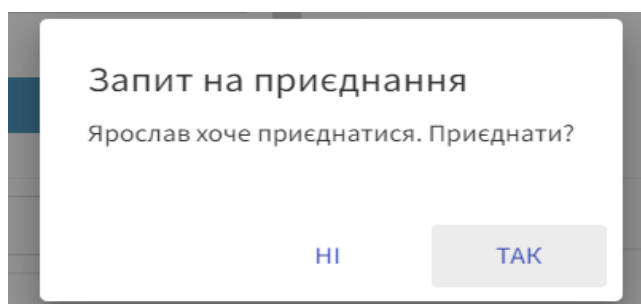 Запит на приєднання
Ярослав хоче приєднатися. Приєднати?
НІ ТАК